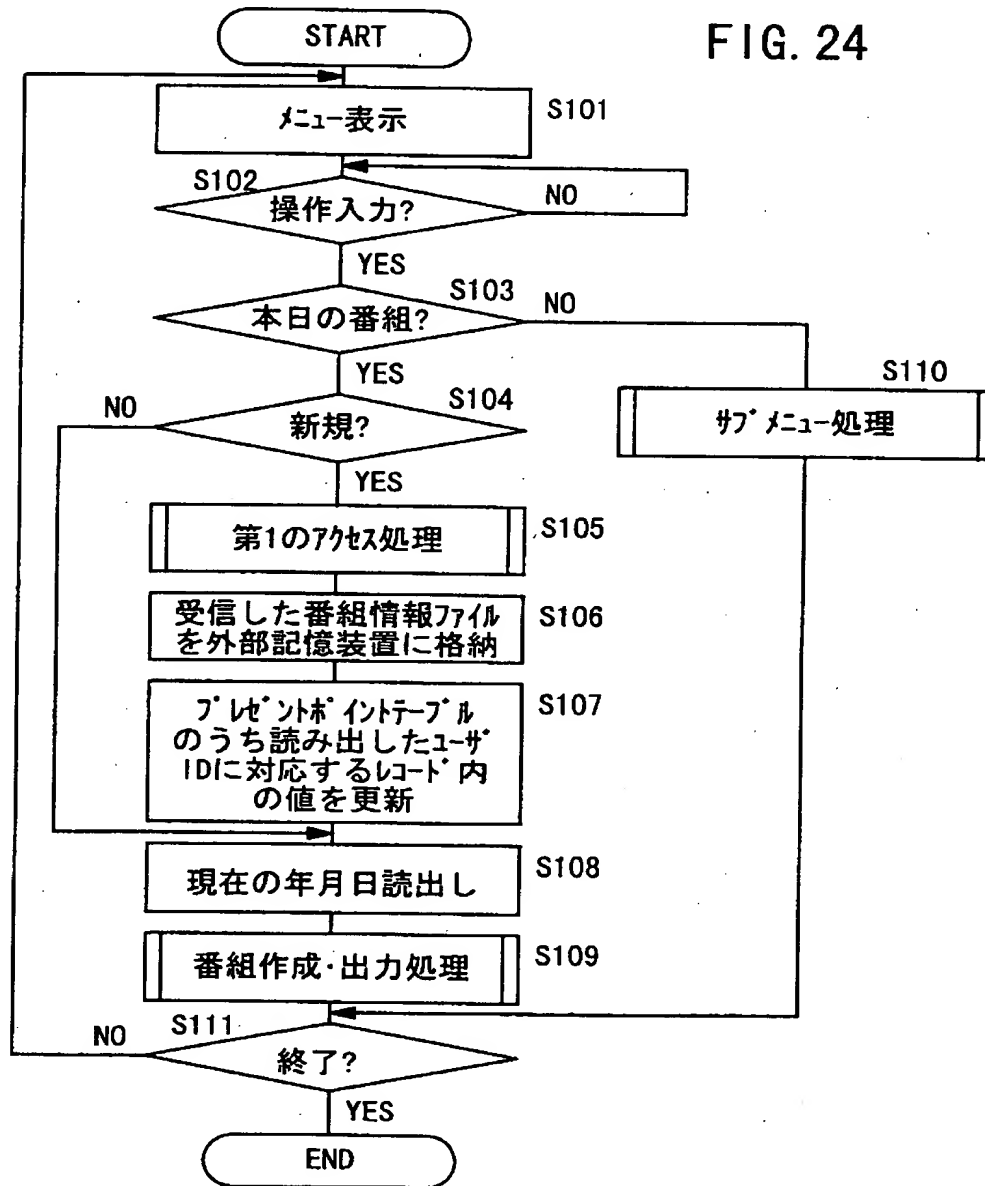 FIG. 24
START
メニュー表示
S101
S102
操作入力?
NO
YES
S103
本日の番組?
NO
YES
S110
サブメニュー処理
NO
S104
新規?
YES
第1のアクセス処理
S105
受信した番組情報ファイル
を外部記憶装置に格納
S106
プレゼントポイントテーブル
のうち読み出したユーザ
IDに対応するレコード内
の値を更新
S107
現在の年月日読出し
S108
番組作成・出力処理
S109
NO
S111
終了?
YES
END